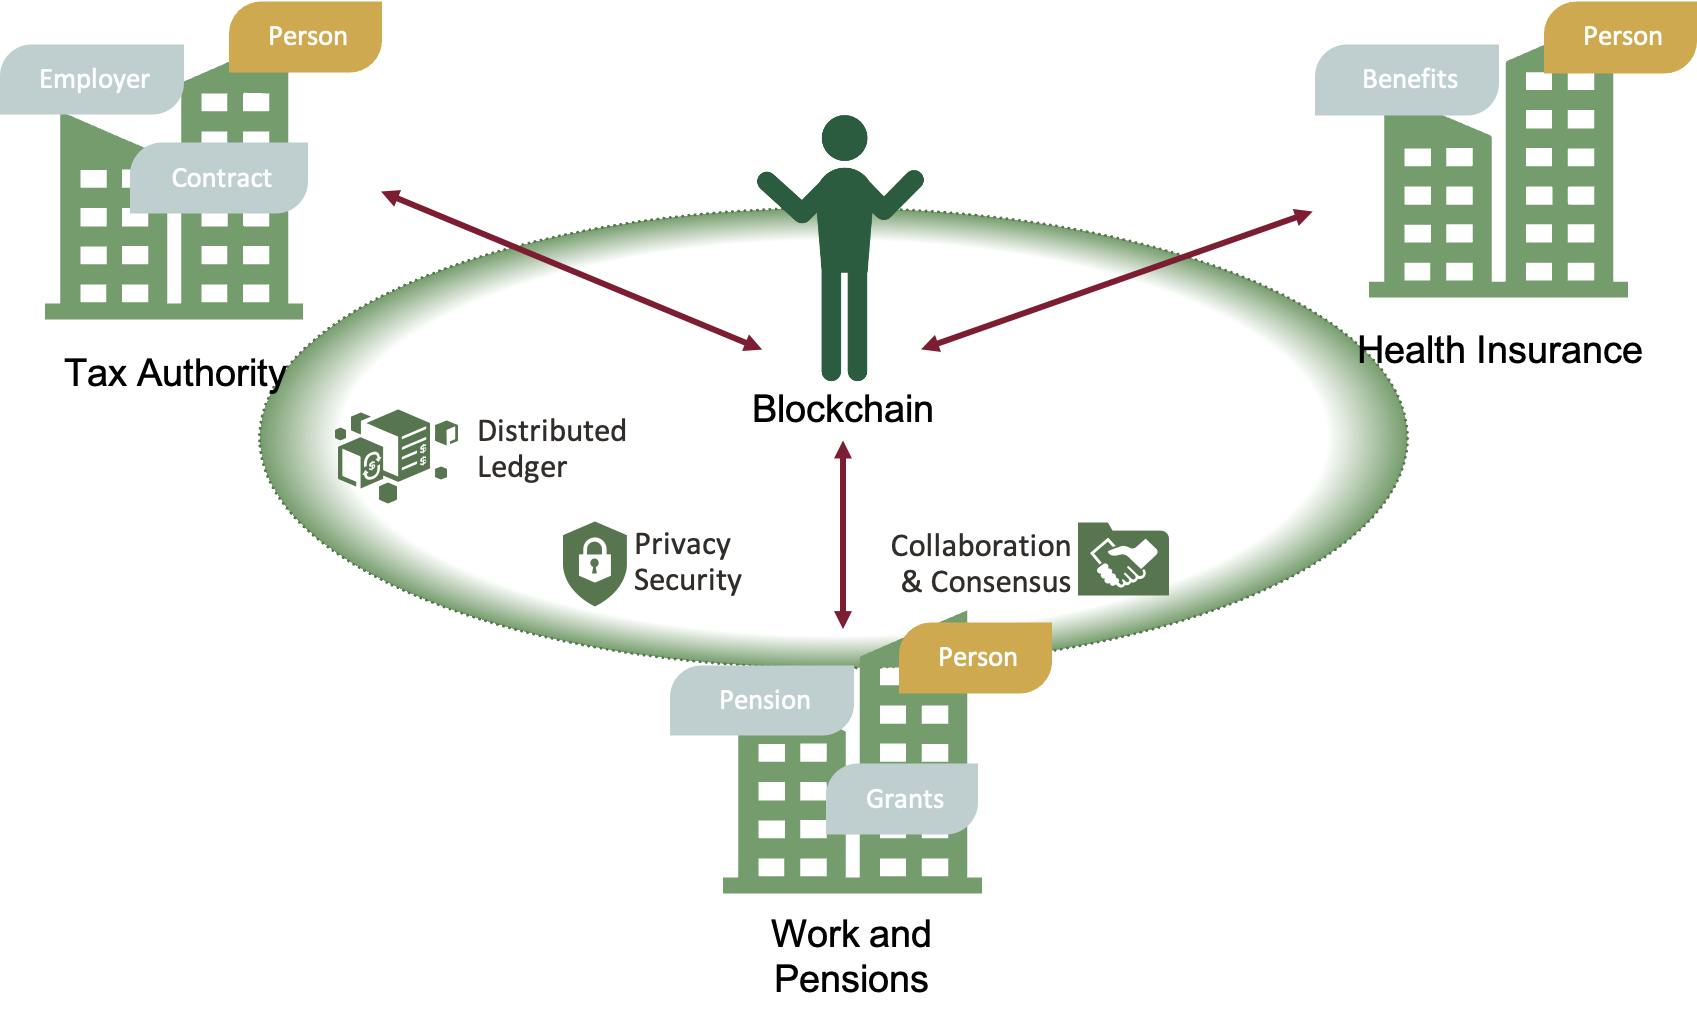 Person
Employer
Contract
Tax Authority
Person
Benefits
Health Insurance
Blockchain
Distributed
Ledger
Privacy
Security
Collaboration
& Consensus
Person
Pension
Grants
Work and
Pensions